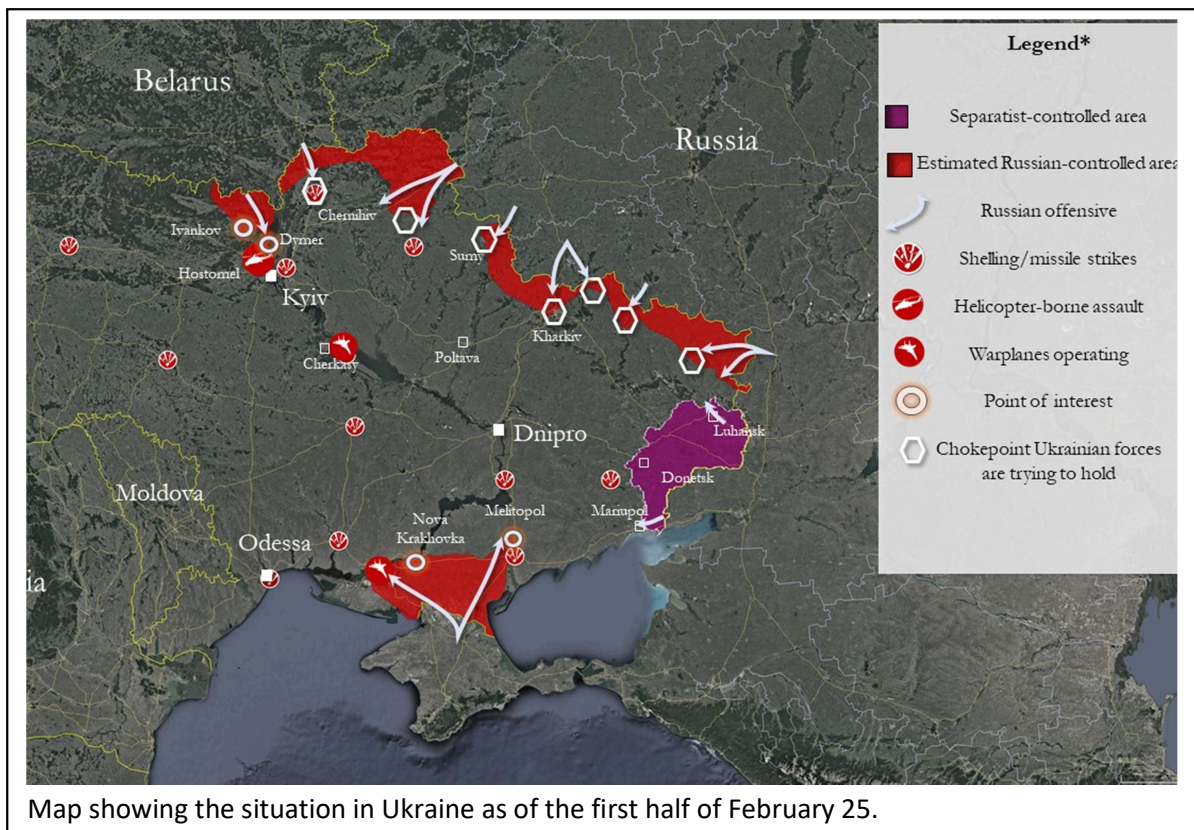 Legend*
Belarus
Russia
Separatist-controlled area
Estimated Russian-controlled area
Russian offensive
Shelling/missile strikes
Helicopter-borne assault
Warplanes operating
Point of interest
Chokepoint Ukrainian forces
are trying to hold
Chernihiv
Ivankov
Dymer
Sumy
Hostomel
Kyiv
Kharkiv
Cherkasy
Poltava
Dnipro
Luhansk
Donetsk
Moldova
Melitopol
Mariupol
Nova
Krakhovka
Odessa
ia
Map showing the situation in Ukraine as of the first half of February 25.